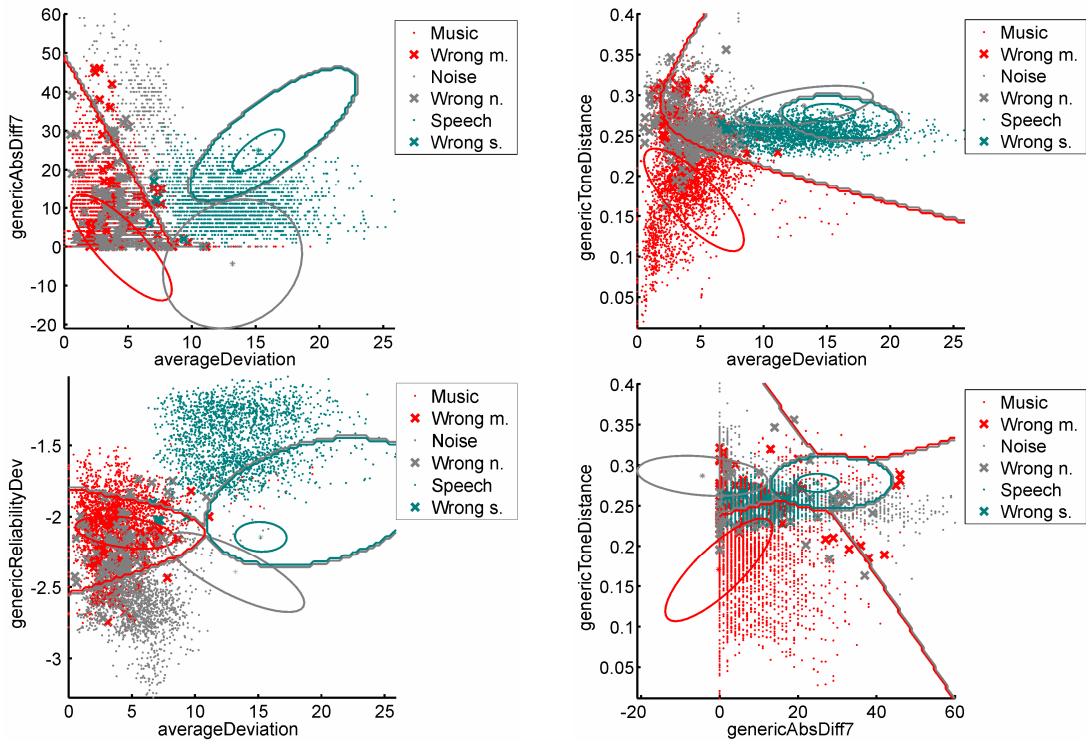 60
50
40
30
20
10
0
-10
-20
0
5
10
15
20
25
genericAbsDiff7
averageDeviation
Music
Wrong m.
Noise
Wrong n.
Speech
Wrong s.
0.4
0.35
0.3
0.25
0.2
0.15
0.1
0.05
0
5
10
15
20
25
genericToneDistance
averageDeviation
Music
Wrong m.
Noise
Wrong n.
Speech
Wrong s.
-1.5
-2
-2.5
-3
0
5
10
15
20
25
genericReliabilityDev
averageDeviation
Music
Wrong m.
Noise
Wrong n.
Speech
Wrong s.
0.4
0.35
0.3
0.25
0.2
0.15
0.1
0.05
-20
0
20
40
60
genericToneDistance
genericAbsDiff7
Music
Wrong m.
Noise
Wrong n.
Speech
Wrong s.